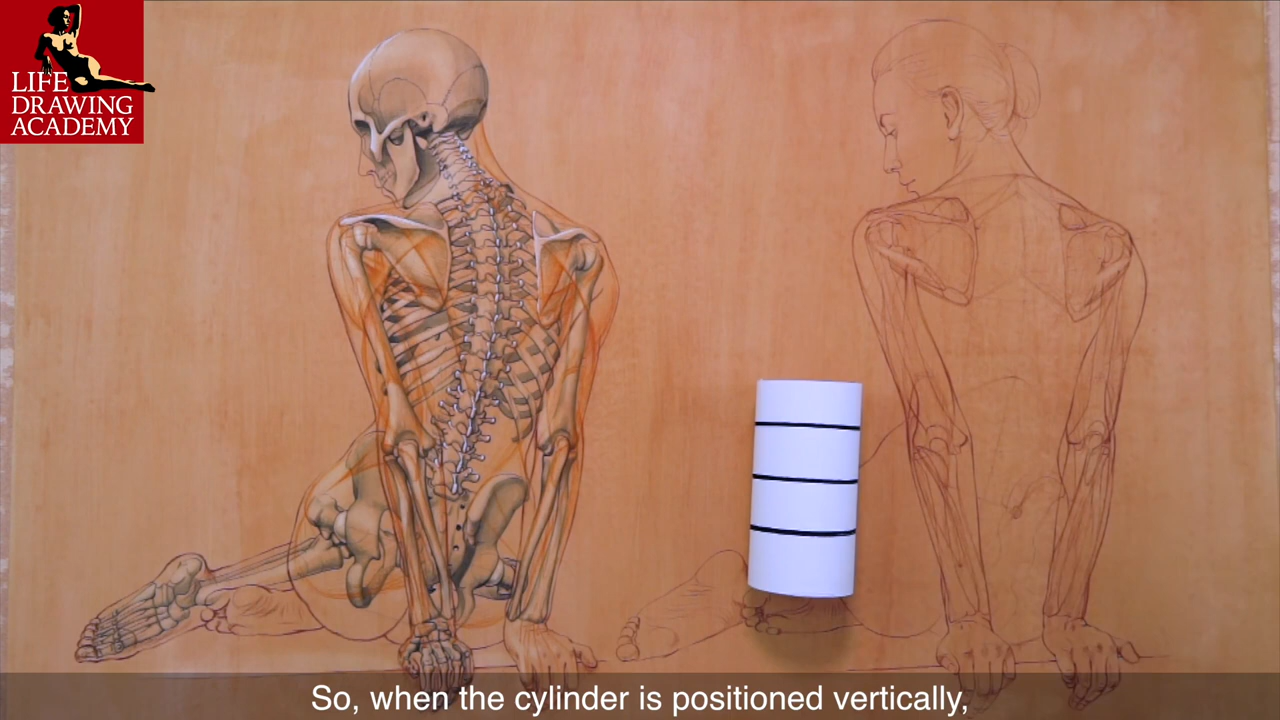 LIFE
DRAWING
ACADEMY
So, when the cylinder is positioned vertically,